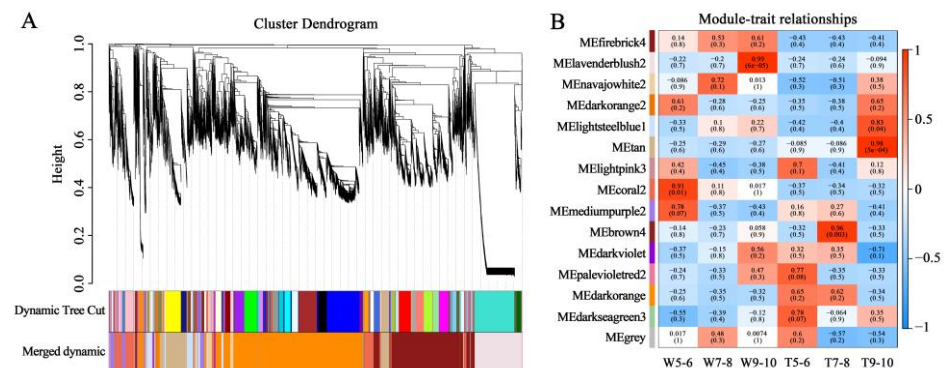 A
Cluster Dendrogram
Height
1.0
0.8
0.6
0.4
0.2
0.0
Dynamic Tree Cut
Merged dynamic
B
Module-trait relationships
MEfirebrick4
0.14 0.53 0.61 −0.43 −0.43 −0.41
(0.8) (0.3) (0.2) (0.4) (0.4) (0.4)
MElavenderblush2
−0.22 −0.2 0.99 −0.24 −0.24 −0.094
(0.7) (0.7) (6e−05) (0.7) (0.6) (0.9)
MEnavajowhite2
−0.086 0.72 0.013 −0.52 −0.51 0.38
(0.9) (0.1) (1) (0.3) (0.3) (0.5)
MEdarkorange2
0.61 −0.28 −0.25 −0.35 −0.38 0.65
(0.2) (0.6) (0.6) (0.5) (0.5) (0.2)
MElightsteelblue1
−0.33 0.1 0.22 −0.42 −0.4 0.83
(0.5) (0.8) (0.7) (0.4) (0.4) (0.04)
MEtan
−0.25 −0.29 −0.27 −0.085 −0.086 0.98
(0.6) (0.6) (0.6) (0.9) (0.9) (5e−04)
MElightpink3
0.42 −0.45 −0.38 0.7 −0.41 0.12
(0.4) (0.4) (0.5) (0.1) (0.4) (0.8)
MEcoral2
0.91 0.11 0.017 −0.37 −0.34 −0.32
(0.01) (0.8) (1) (0.5) (0.5) (0.5)
MEmediumpurple2
0.78 −0.37 −0.43 0.16 0.27 −0.41
(0.07) (0.5) (0.4) (0.8) (0.6) (0.4)
MEbrown4
−0.14 −0.23 0.058 −0.32 0.96 −0.33
(0.8) (0.7) (0.9) (0.5) (0.003) (0.5)
MEdarkviolet
−0.37 −0.15 0.56 0.32 0.35 −0.71
(0.5) (0.8) (0.2) (0.5) (0.5) (0.1)
MEpalevioletred2
−0.24 −0.33 0.47 0.77 −0.35 −0.33
(0.7) (0.5) (0.3) (0.08) (0.5) (0.5)
MEdarkorange
−0.25 −0.35 −0.32 0.65 0.62 −0.34
(0.6) (0.5) (0.5) (0.2) (0.2) (0.5)
MEdarkseagreen3
−0.55 −0.39 −0.12 0.78 −0.064 0.35
(0.3) (0.4) (0.8) (0.07) (0.9) (0.5)
MEgrey
0.017 0.48 0.0074 0.6 −0.57 −0.54
(1) (0.3) (1) (0.2) (0.2) (0.3)
W5-6 W7-8 W9-10 T5-6 T7-8 T9-10
1
0.5
0
−0.5
−1